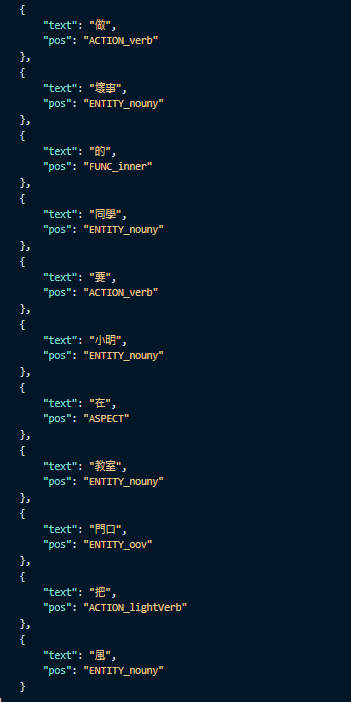 {
"text": "做",
"pos": "ACTION_verb"
},
{
"text": "壞事",
"pos": "ENTITY_nouny"
},
{
"text": "的",
"pos": "FUNC_inner"
},
{
"text": "同學",
"pos": "ENTITY_nouny"
},
{
"text": "要",
"pos": "ACTION_verb"
},
{
"text": "小明",
"pos": "ENTITY_nouny"
},
{
"text": "在",
"pos": "ASPECT"
},
{
"text": "教室",
"pos": "ENTITY_nouny"
},
{
"text": "門口",
"pos": "ENTITY_oov"
},
{
"text": "把",
"pos": "ACTION_lightVerb"
},
{
"text": "風",
"pos": "ENTITY_nouny"
}